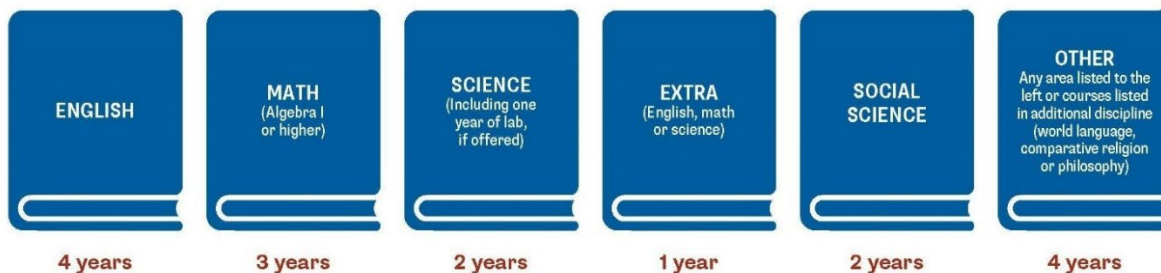 ENGLISH
MATH
(Algebra I
or higher)
SCIENCE
(Including one
year of lab,
if offered)
EXTRA
(English, math
or science)
SOCIAL
SCIENCE
OTHER
Any area listed to the
left or courses listed
in additional discipline
(world language,
comparative religion
or philosophy)
4 years
3 years
2 years
1 year
2 years
4 years